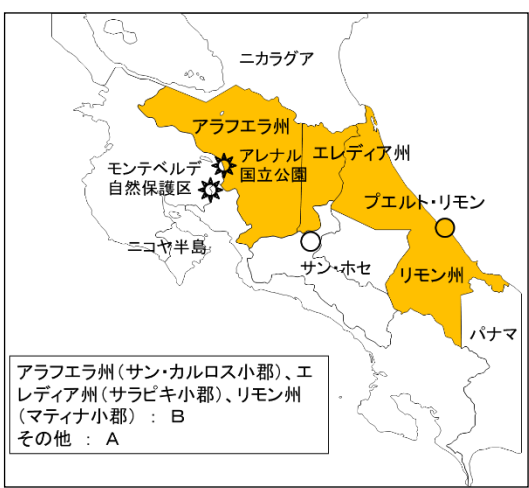 ニカラグア
アラフエラ州
アレナル
国立公園
エレディア州
モンテベルデ
自然保護区
プエルト・リモン
ニコヤ半島
サン・ホセ
リモン州
パナマ
アラフエラ州(サン・カルロス小郡)、エ
レディア州(サラピキ小郡)、リモン州
(マティナ小郡) : B
その他 : A